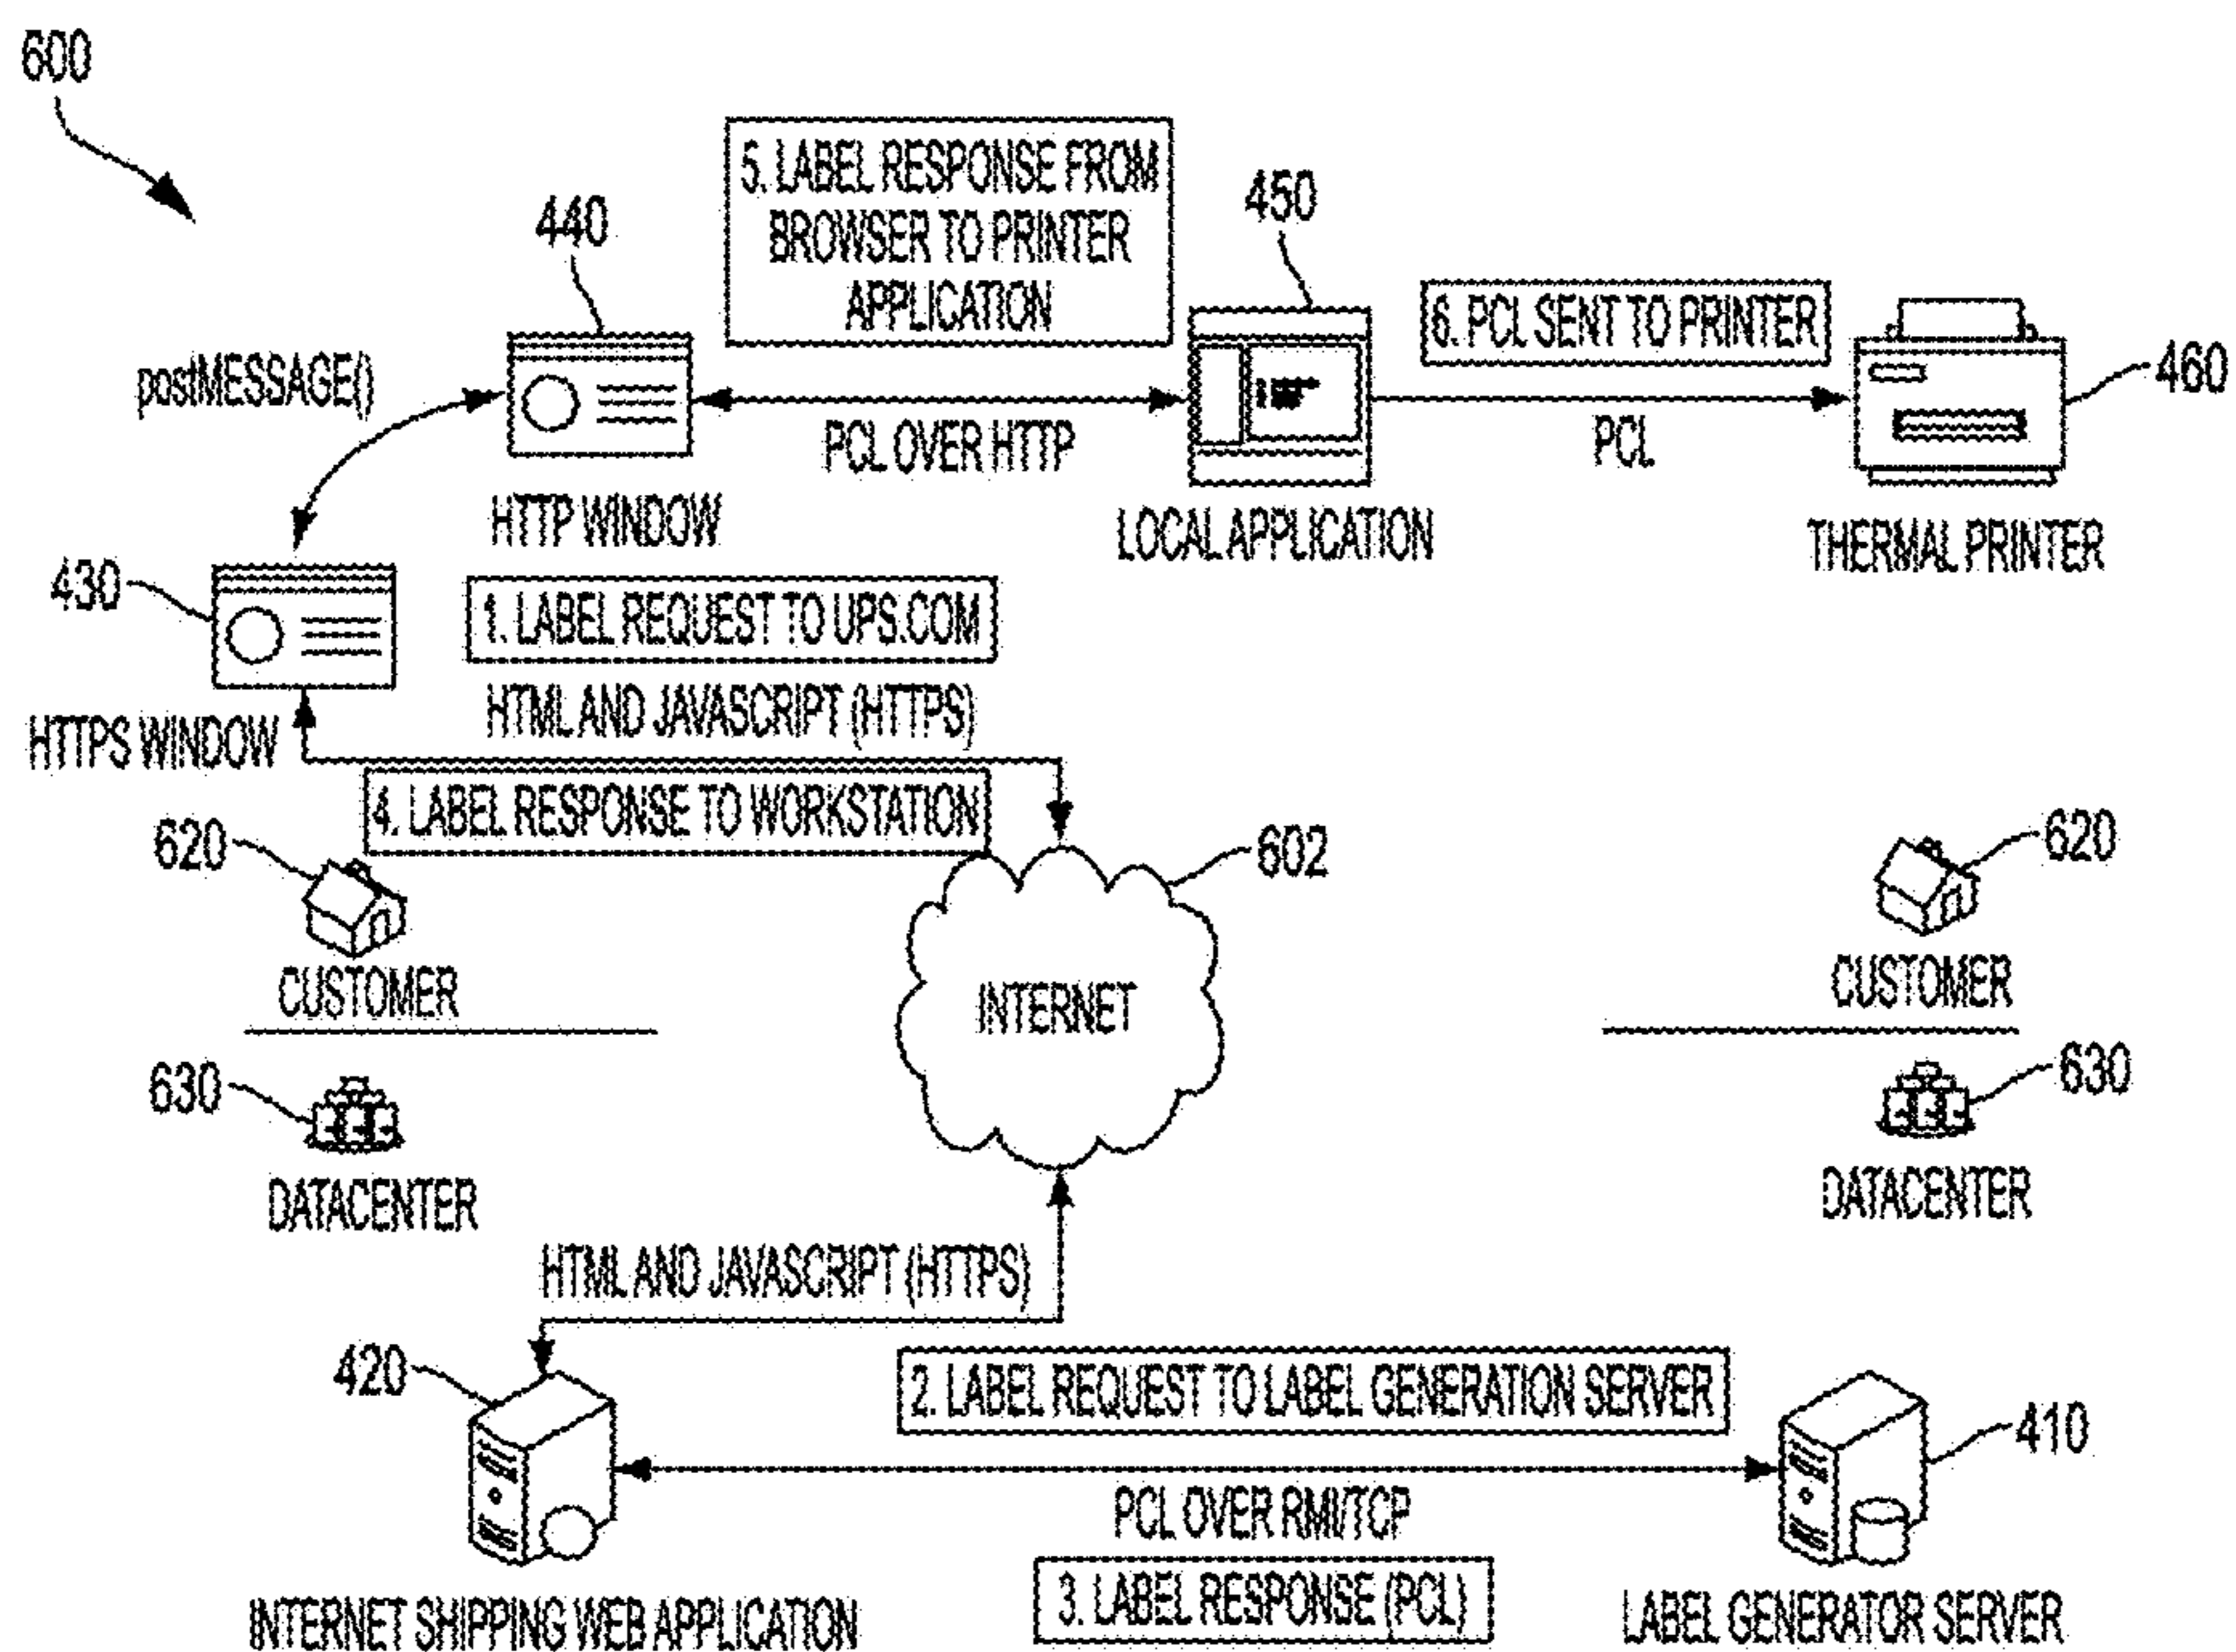 600
5. LABEL RESPONSE FROM
BROWSER TO PRINTER
APPLICATION
440
450
6. PCL SENT TO PRINTER
postMESSAGE()
460
PCL OVER HTTP
PCL
HTTP WINDOW
LOCAL APPLICATION
THERMAL PRINTER
430
1. LABEL REQUEST TO UPS.COM
HTML AND JAVASCRIPT (HTTPS)
HTTPS WINDOW
4. LABEL RESPONSE TO WORKSTATION
620
602
620
CUSTOMER
INTERNET
CUSTOMER
630
630
DATACENTER
DATACENTER
HTML AND JAVASCRIPT (HTTPS)
420
2. LABEL REQUEST TO LABEL GENERATION SERVER
410
PCL OVER RMI/TCP
3. LABEL RESPONSE (PCL)
INTERNET SHIPPING WEB APPLICATION
LABEL GENERATOR SERVER